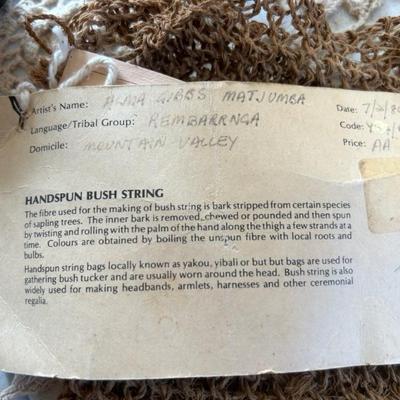 Artist's Name: ALMA GIBBS MATJUMBA Date: 7/2/80
Language/Tribal Group: REMBARRNGA Code:
Domicile: MOUNTAIN VALLEY Price: AA
HANDSPUN BUSH STRING
The fibre used for the making of bush string is bark stripped from certain species
of sapling trees. The inner bark is removed, chewed or pounded and then spun
by twisting and rolling with the palm of the hand along the thigh a few strands at a
time. Colours are obtained by boiling the unspun fibre with local roots and
bulbs.
Handspun string bags locally known as yakou, yibali or but but bags are used for
gathering bush tucker and are usually worn around the head. Bush string is also
widely used for making headbands, armlets, harnesses and other ceremonial
regalia.